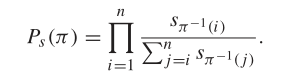 $$P_s(\pi) = \prod_{i=1}^{n} \frac{s_{\pi^{-1}(i)}}{\sum_{j=i}^{n} s_{\pi^{-1}(j)}}.$$